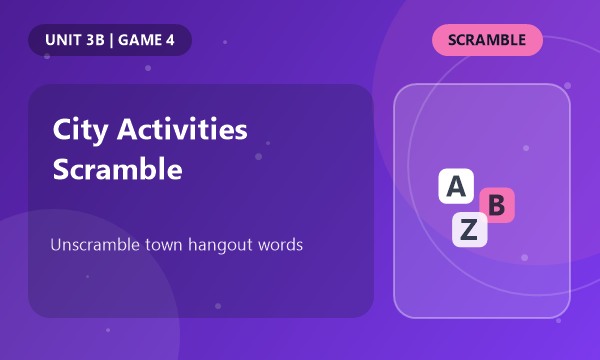 UNIT 3B | GAME 4
SCRAMBLE
City Activities
Scramble
Unscramble town hangout words
A
B
Z